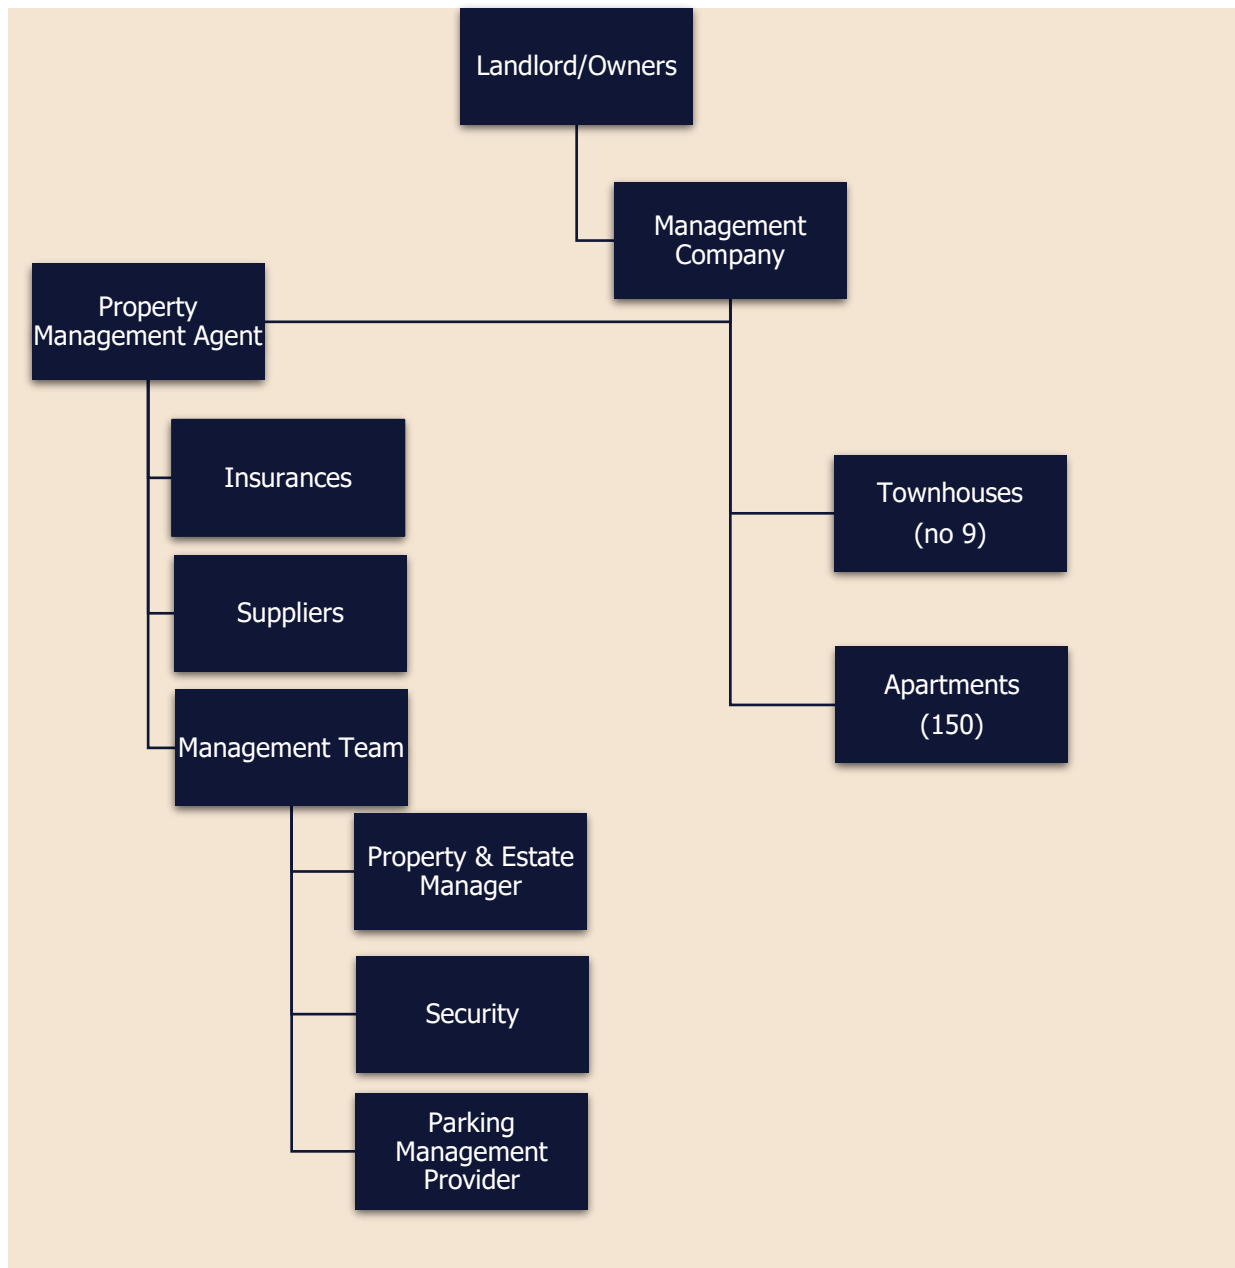 Landlord/Owners
Management
Company
Property
Management Agent
Insurances
Suppliers
Management Team
Property & Estate
Manager
Security
Parking
Management
Provider
Townhouses
(no 9)
Apartments
(150)